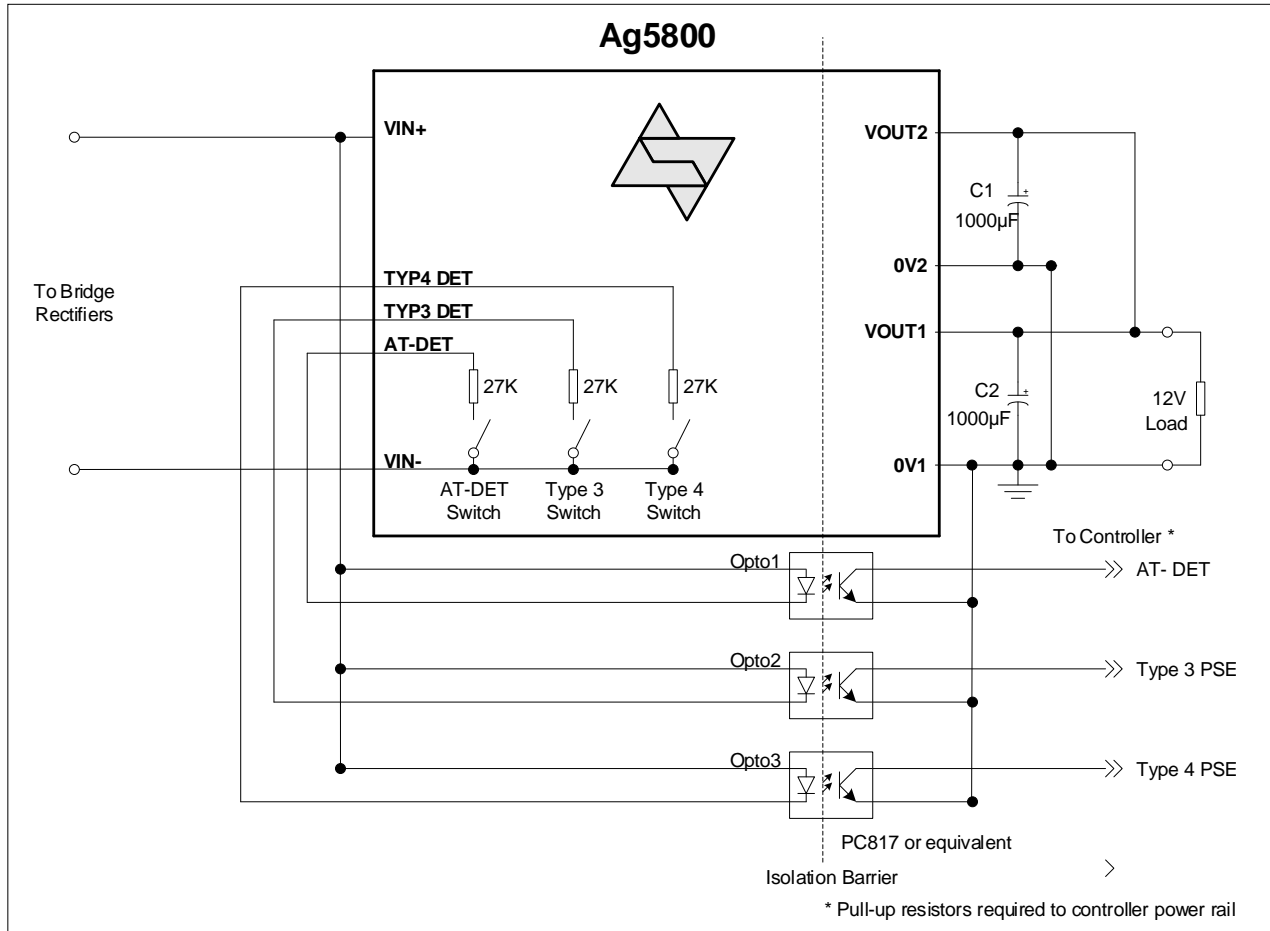 Ag5800
VIN+
VOUT2
C1
+
1000µF
To Bridge
Rectifiers
0V2
TYP4 DET
TYP3 DET
AT-DET
VOUT1
27K
27K
27K
C2
+
1000µF
12V
Load
VIN-
0V1
AT-DET
Switch
Type 3
Switch
Type 4
Switch
To Controller *
Opto1
AT- DET
Opto2
Type 3 PSE
Opto3
Type 4 PSE
PC817 or equivalent
Isolation Barrier
* Pull-up resistors required to controller power rail